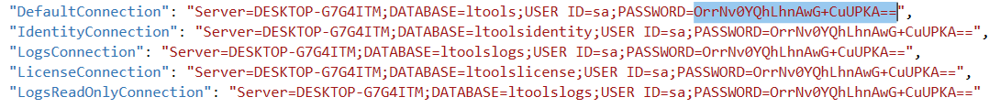 "DefaultConnection": "Server=DESKTOP-G7G4ITM;DATABASE=ltools;USER ID=sa;PASSWORD=OrrNv0YQhLhnAwG+CuUPKA==",
"IdentityConnection": "Server=DESKTOP-G7G4ITM;DATABASE=ltoolsidentity;USER ID=sa;PASSWORD=OrrNv0YQhLhnAwG+CuUPKA==",
"LogsConnection": "Server=DESKTOP-G7G4ITM;DATABASE=ltoolslogs;USER ID=sa;PASSWORD=OrrNv0YQhLhnAwG+CuUPKA==",
"LicenseConnection": "Server=DESKTOP-G7G4ITM;DATABASE=ltoolslicense;USER ID=sa;PASSWORD=OrrNv0YQhLhnAwG+CuUPKA==",
"LogsReadOnlyConnection": "Server=DESKTOP-G7G4ITM;DATABASE=ltoolslogs;USER ID=sa;PASSWORD=OrrNv0YQhLhnAwG+CuUPKA=="